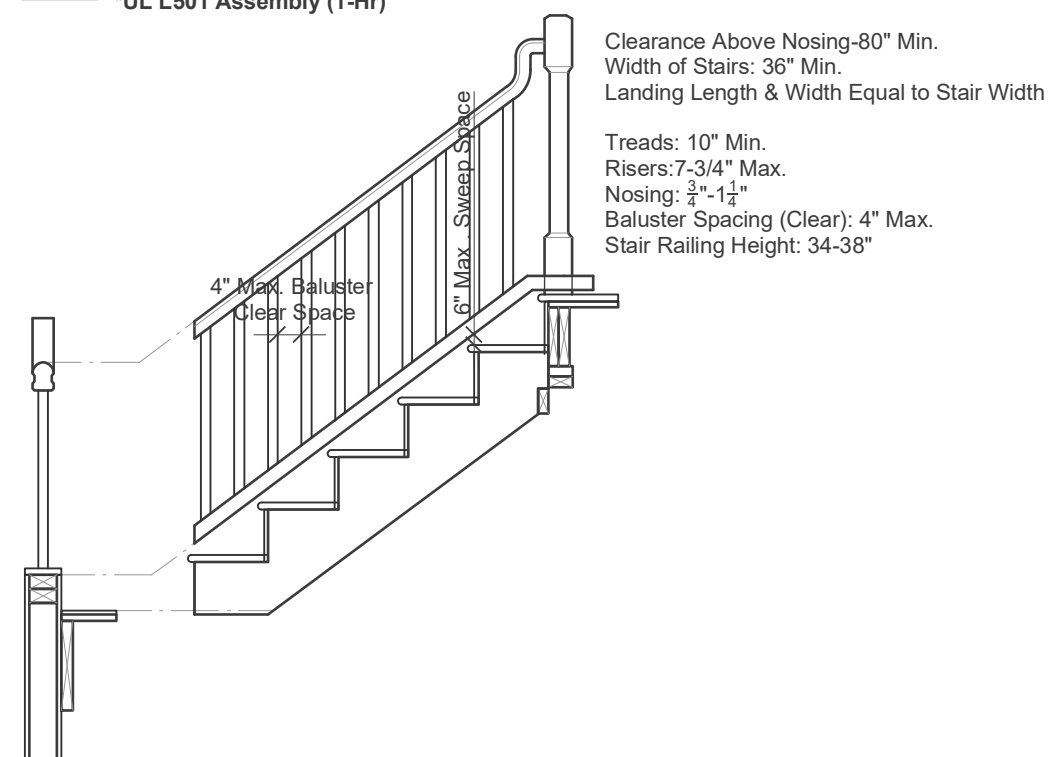 *UL L501 Assembly (1-Hr)
Clearance Above Nosing-80" Min.
Width of Stairs: 36" Min.
Landing Length & Width Equal to Stair Width
Treads: 10" Min.
Risers:7-3/4" Max.
Nosing: 3/4"-1 1/4"
Baluster Spacing (Clear): 4" Max.
Stair Railing Height: 34-38"
4" Max. Baluster
Clear Space
6" Max . Sweep Space